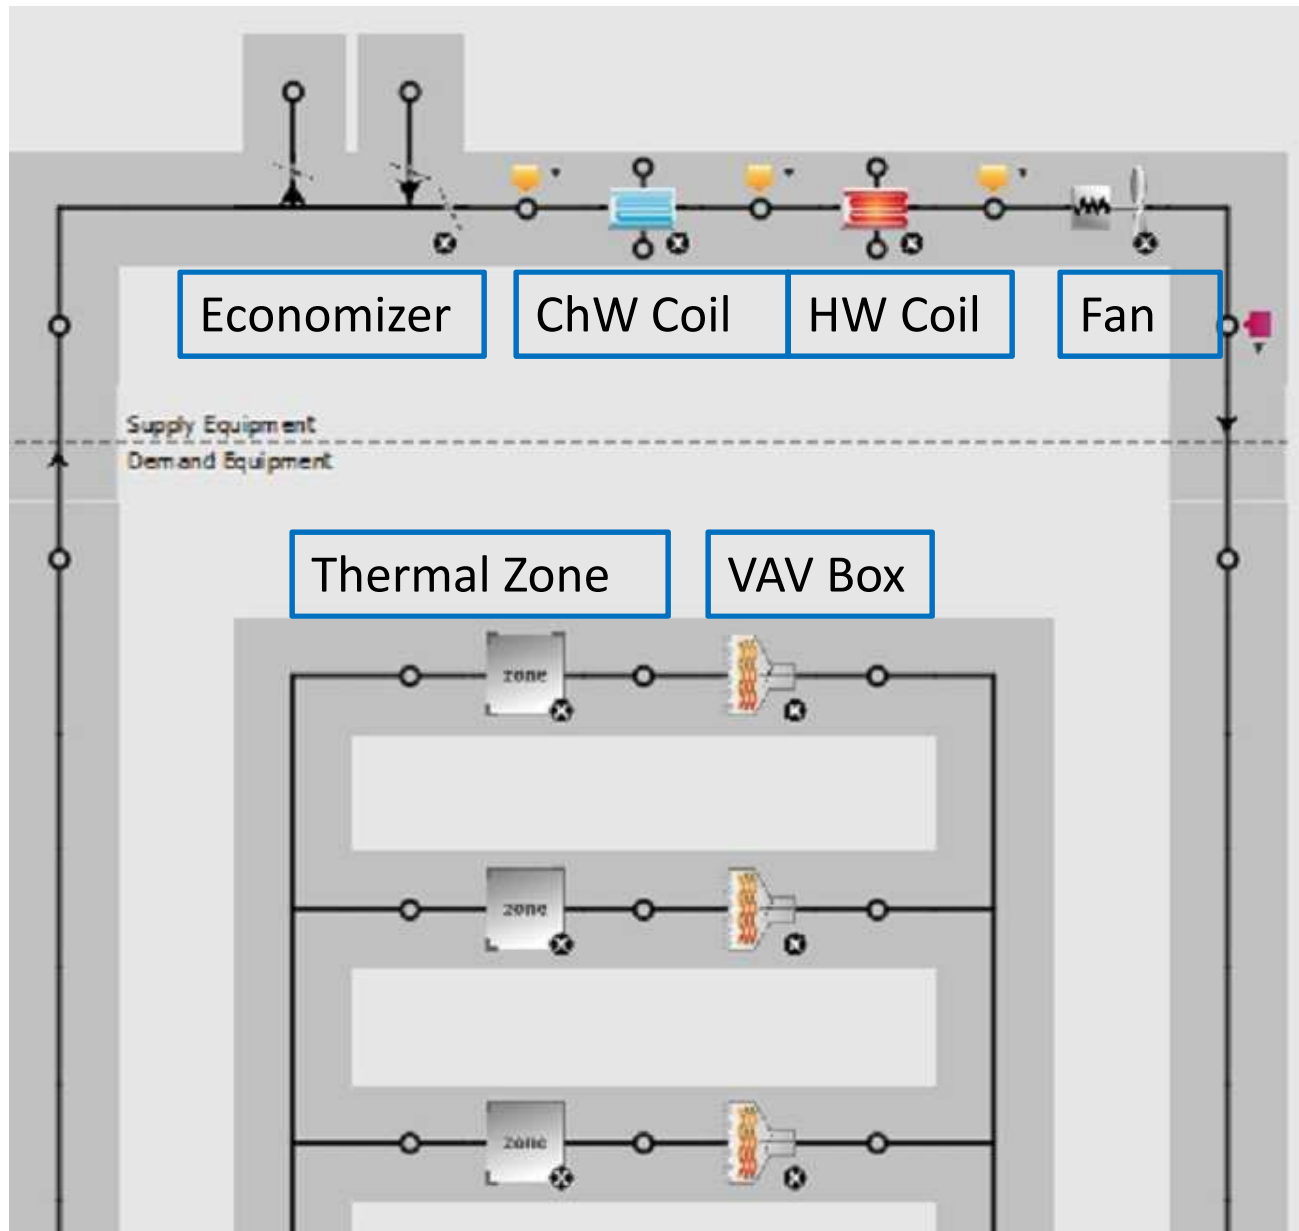 Economizer
ChW Coil
HW Coil
Fan
Supply Equipment
Demand Equipment
Thermal Zone
VAV Box
zone
zone
zone